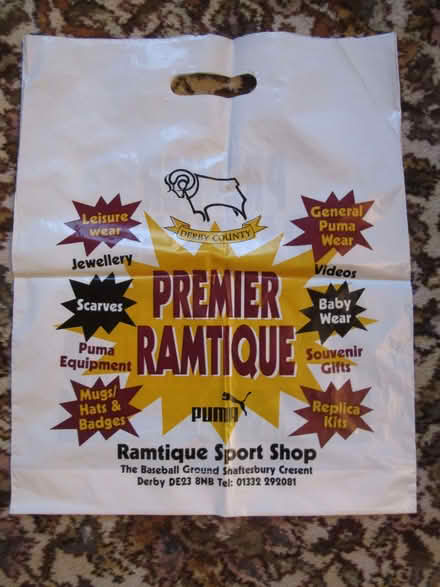 DERBY COUNTY
Leisure
wear
General
Puma
Wear
Jewellery
Videos
PREMIER
RAMTIQUE
Scarves
Baby
Wear
Puma
Equipment
Souvenir
Gifts
Mugs/
Hats &
Badges
Replica
Kits
PUMA
Ramtique Sport Shop
The Baseball Ground Shaftesbury Cresent
Derby DE23 8NB Tel: 01332 292081